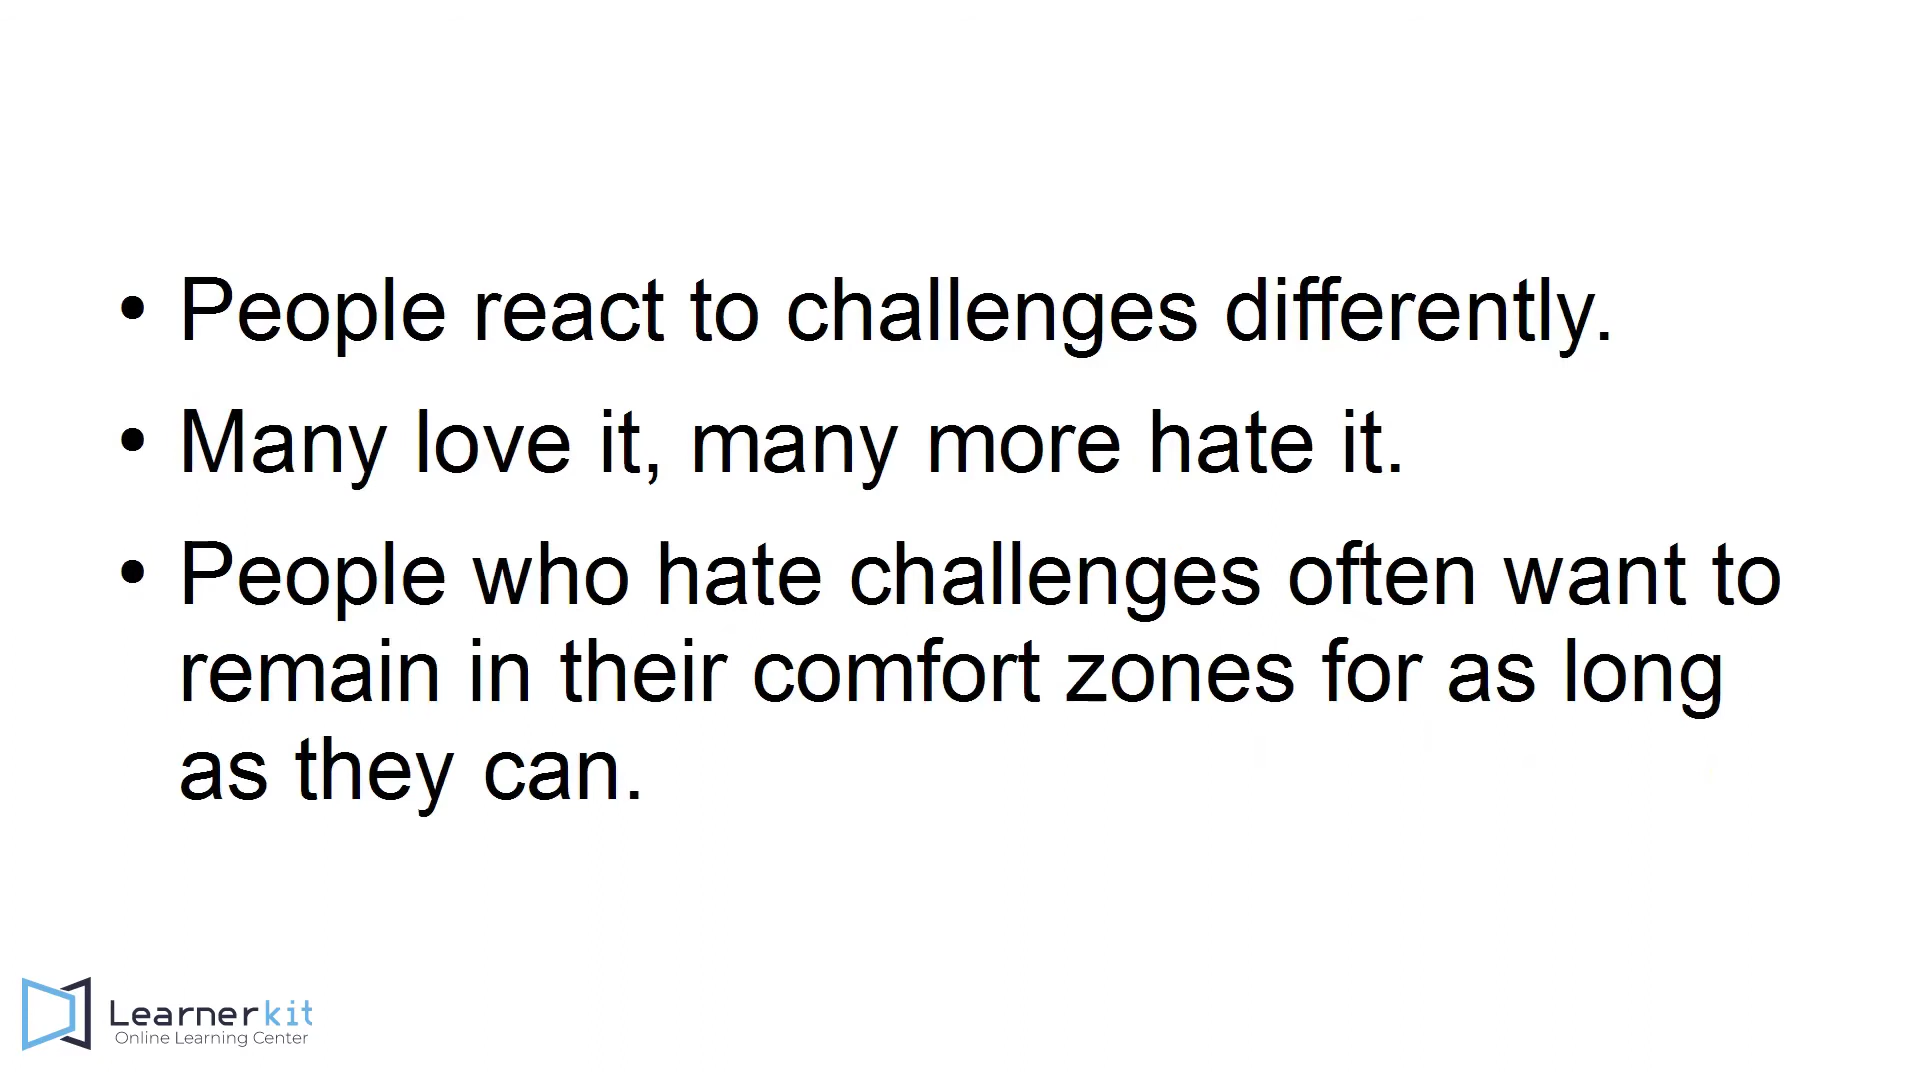 • People react to challenges differently.
• Many love it, many more hate it.
• People who hate challenges often want to
remain in their comfort zones for as long
as they can.
Learnerkit
Online Learning Center